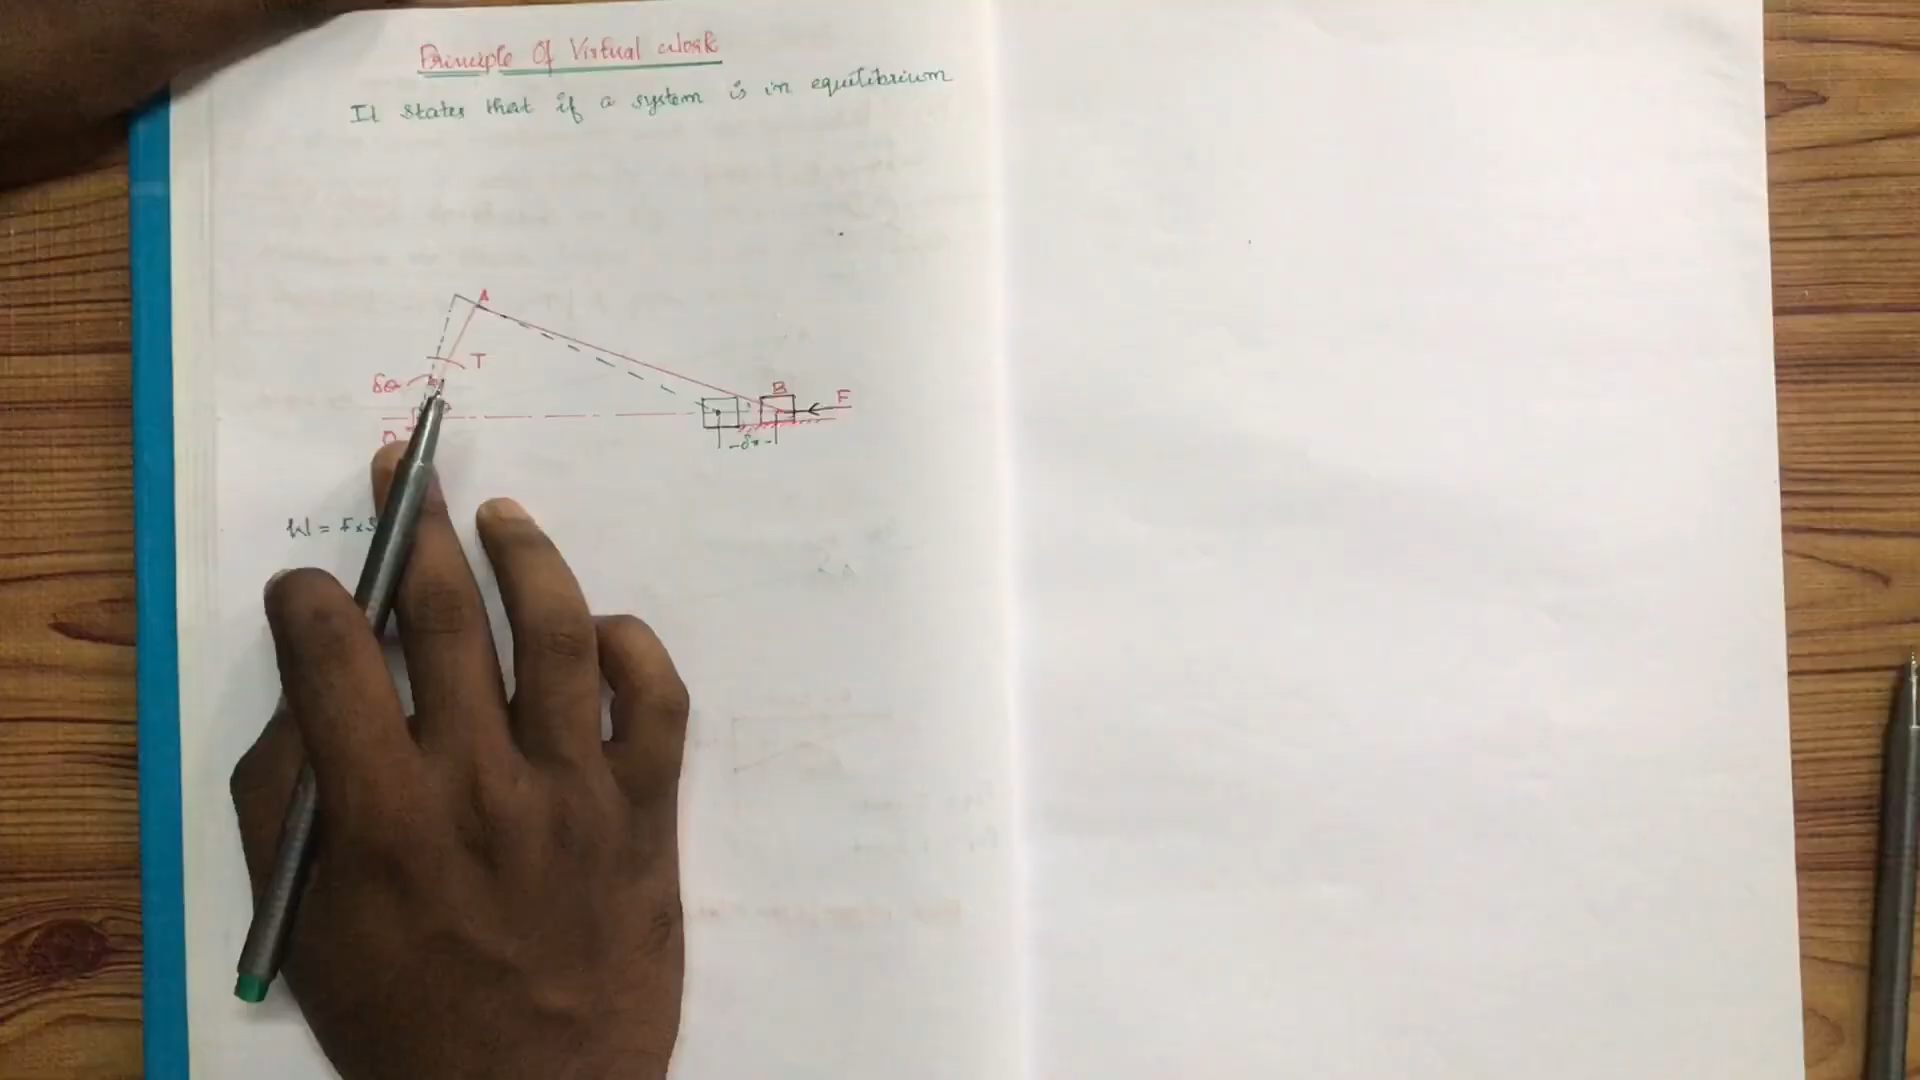 Principle Of Virtual Work
It states that if a system is in equilibrium
A
T
δθ
B
F
O
δx
W = F×